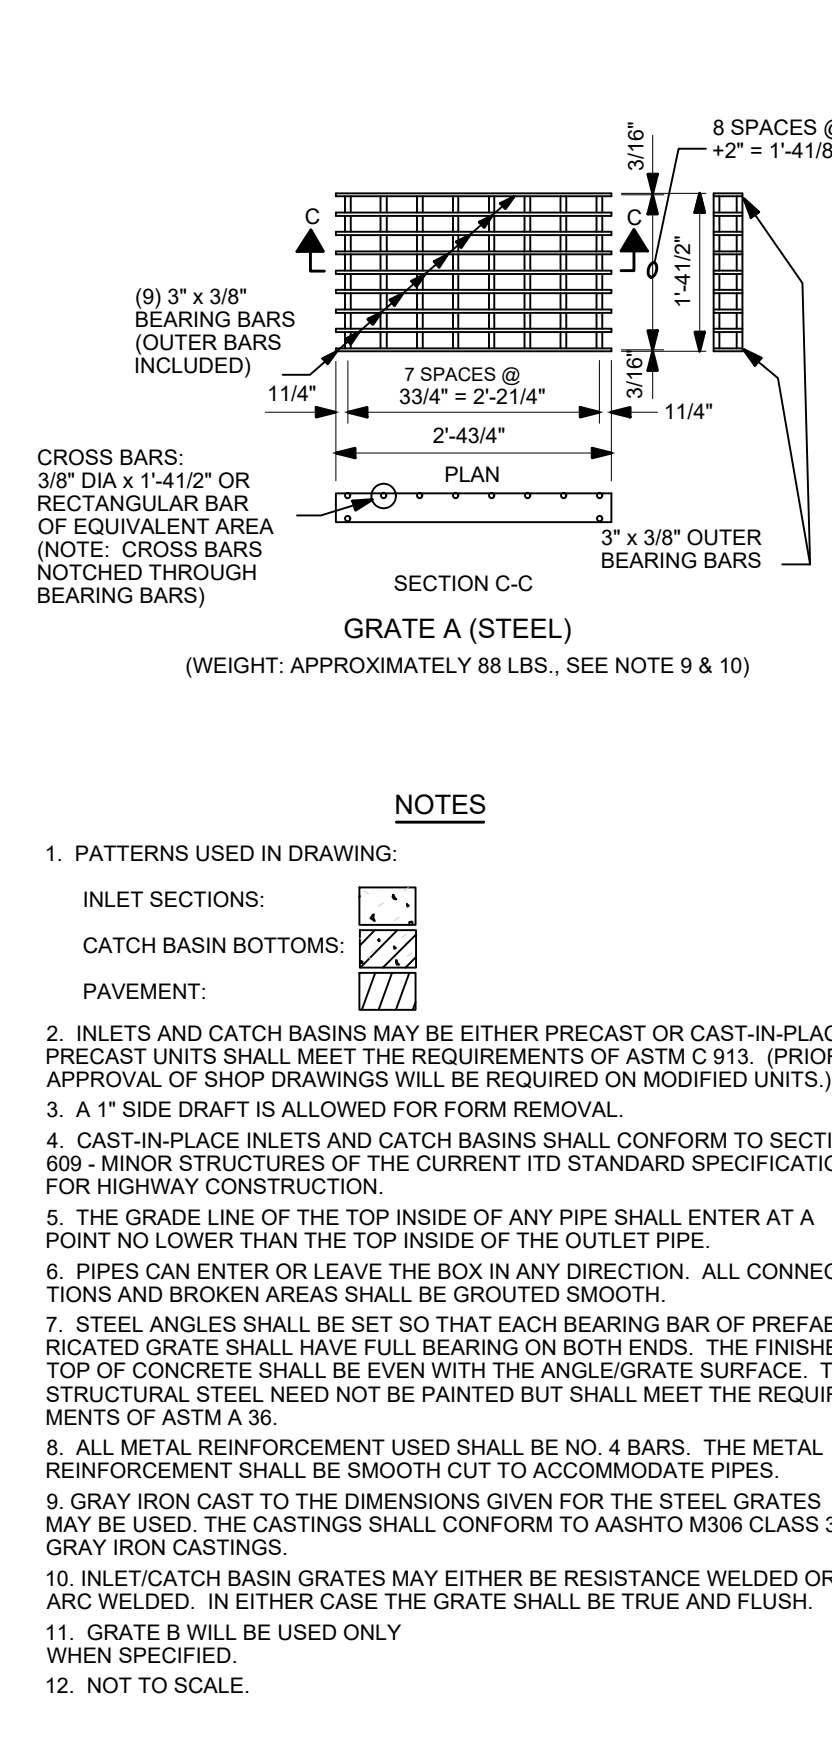 3/16"
8 SPACES @
+2" = 1'-41/8
C
C
1'-41/2"
(9) 3" x 3/8"
BEARING BARS
(OUTER BARS
INCLUDED)
3/16"
7 SPACES @
33/4" = 2'-21/4"
11/4"
11/4"
2'-43/4"
PLAN
CROSS BARS:
3/8" DIA x 1'-41/2" OR
RECTANGULAR BAR
OF EQUIVALENT AREA
(NOTE: CROSS BARS
NOTCHED THROUGH
BEARING BARS)
3" x 3/8" OUTER
BEARING BARS
SECTION C-C
GRATE A (STEEL)
(WEIGHT: APPROXIMATELY 88 LBS., SEE NOTE 9 & 10)
NOTES
1. PATTERNS USED IN DRAWING:
INLET SECTIONS:
CATCH BASIN BOTTOMS:
PAVEMENT:
2. INLETS AND CATCH BASINS MAY BE EITHER PRECAST OR CAST-IN-PLAC
PRECAST UNITS SHALL MEET THE REQUIREMENTS OF ASTM C 913. (PRIOR
APPROVAL OF SHOP DRAWINGS WILL BE REQUIRED ON MODIFIED UNITS.)
3. A 1" SIDE DRAFT IS ALLOWED FOR FORM REMOVAL.
4. CAST-IN-PLACE INLETS AND CATCH BASINS SHALL CONFORM TO SECTI
609 - MINOR STRUCTURES OF THE CURRENT ITD STANDARD SPECIFICATIO
FOR HIGHWAY CONSTRUCTION.
5. THE GRADE LINE OF THE TOP INSIDE OF ANY PIPE SHALL ENTER AT A
POINT NO LOWER THAN THE TOP INSIDE OF THE OUTLET PIPE.
6. PIPES CAN ENTER OR LEAVE THE BOX IN ANY DIRECTION. ALL CONNEC
TIONS AND BROKEN AREAS SHALL BE GROUTED SMOOTH.
7. STEEL ANGLES SHALL BE SET SO THAT EACH BEARING BAR OF PREFAB
RICATED GRATE SHALL HAVE FULL BEARING ON BOTH ENDS. THE FINISHE
TOP OF CONCRETE SHALL BE EVEN WITH THE ANGLE/GRATE SURFACE. T
STRUCTURAL STEEL NEED NOT BE PAINTED BUT SHALL MEET THE REQUIR
MENTS OF ASTM A 36.
8. ALL METAL REINFORCEMENT USED SHALL BE NO. 4 BARS. THE METAL
REINFORCEMENT SHALL BE SMOOTH CUT TO ACCOMMODATE PIPES.
9. GRAY IRON CAST TO THE DIMENSIONS GIVEN FOR THE STEEL GRATES
MAY BE USED. THE CASTINGS SHALL CONFORM TO AASHTO M306 CLASS 3
GRAY IRON CASTINGS.
10. INLET/CATCH BASIN GRATES MAY EITHER BE RESISTANCE WELDED OR
ARC WELDED. IN EITHER CASE THE GRATE SHALL BE TRUE AND FLUSH.
11. GRATE B WILL BE USED ONLY
WHEN SPECIFIED.
12. NOT TO SCALE.